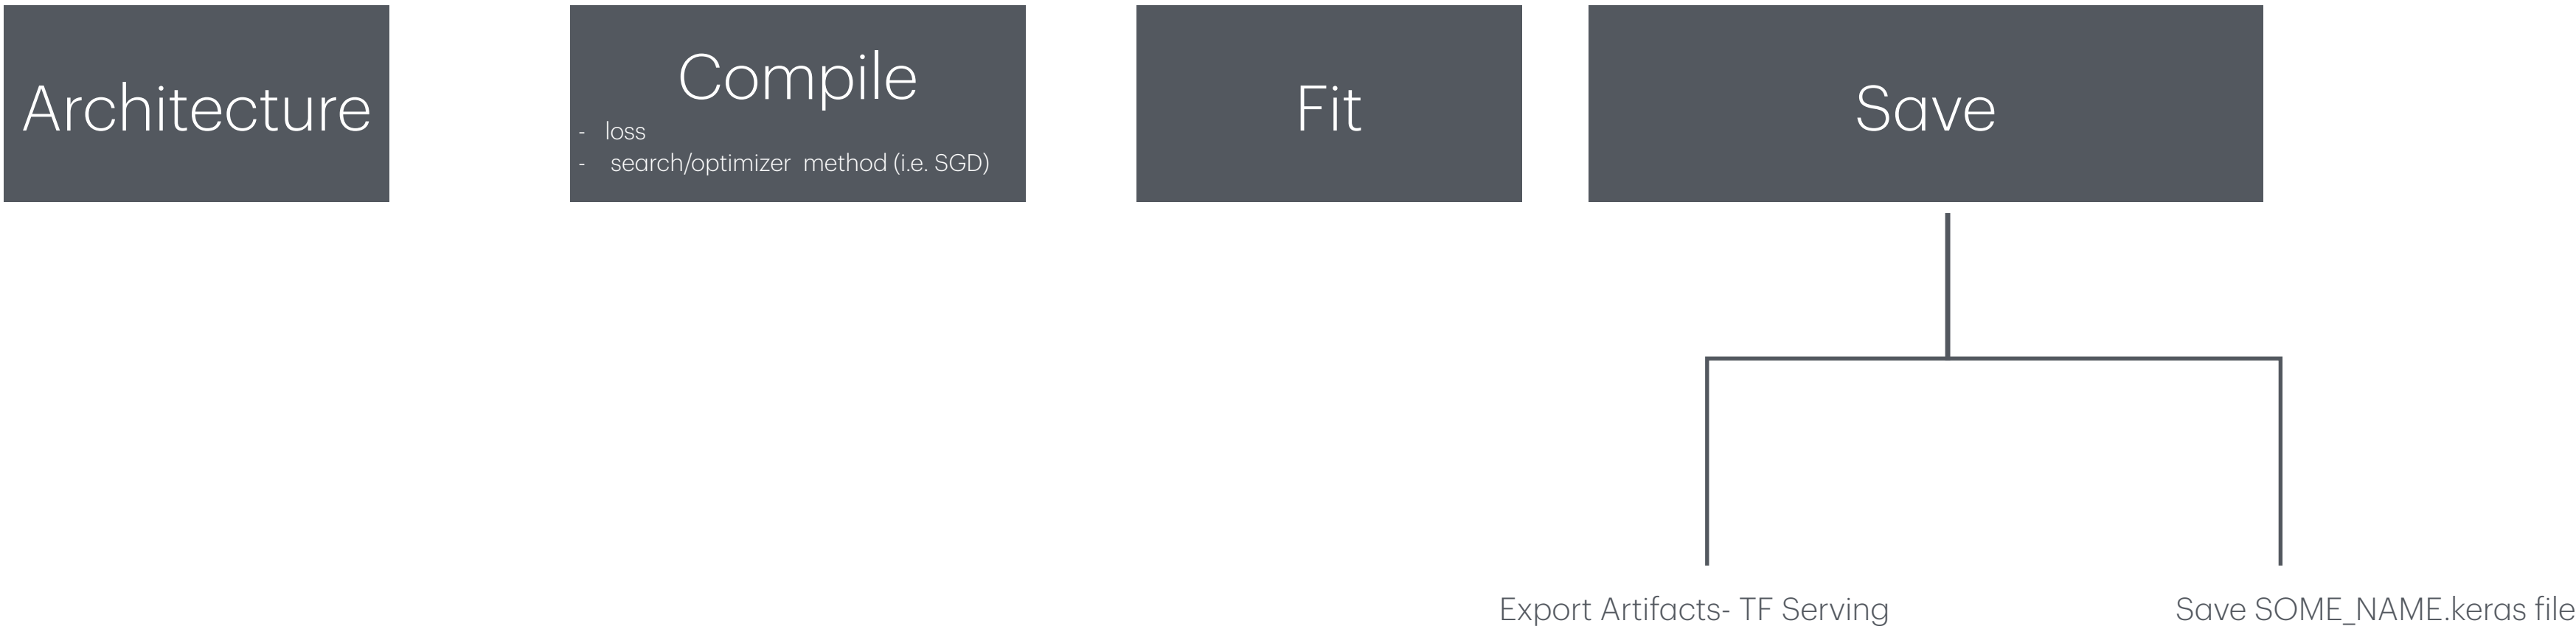 Architecture
Compile
- loss
- search/optimizer method (i.e. SGD)
Fit
Save
Export Artifacts- TF Serving
Save SOME_NAME.keras file